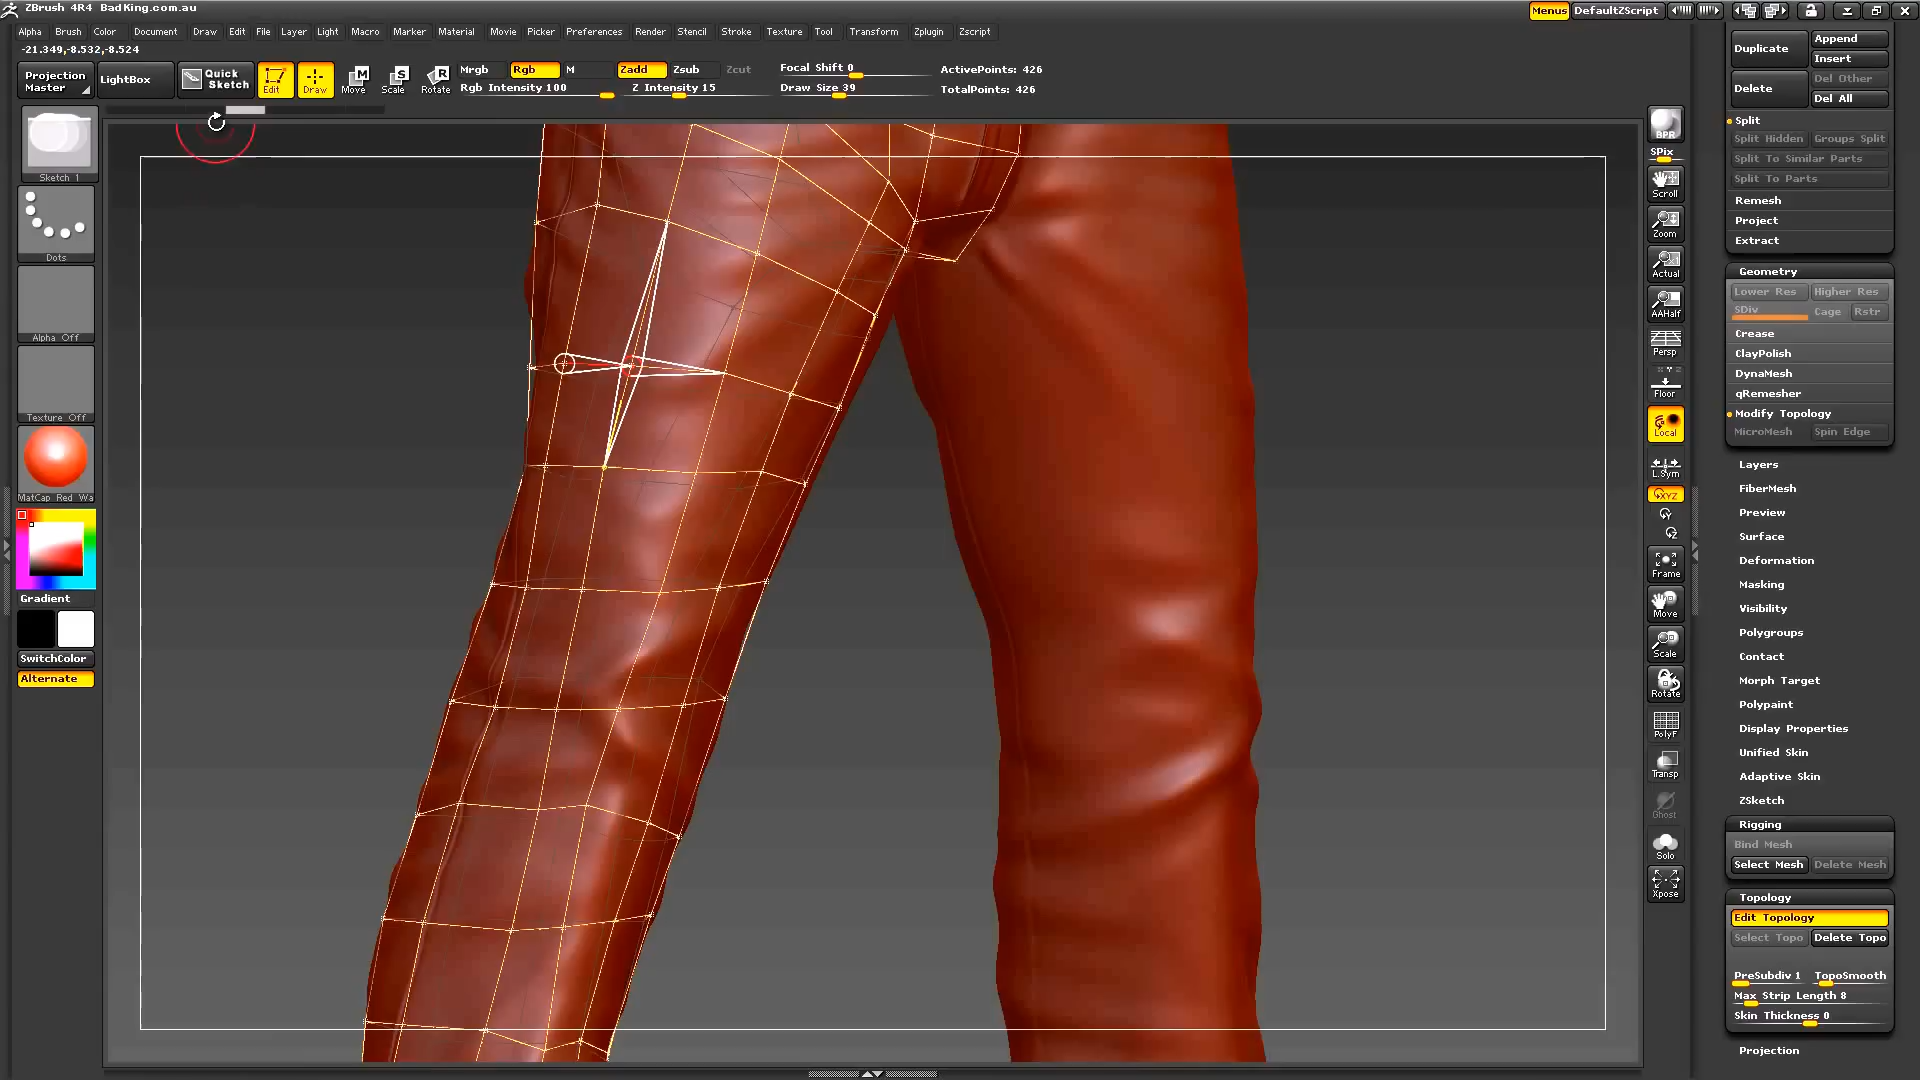 ZBrush 4R4 BadKing.com.au
Menus DefaultZScript
Alpha Brush Color Document Draw Edit File Layer Light Macro Marker Material Movie Picker Preferences Render Stencil Stroke Texture Tool Transform Zplugin Zscript
-21.349,-8.532,-8.524
Projection Master
LightBox
Quick Sketch
Edit
Draw
Move
Scale
Rotate
Mrgb Rgb M
Rgb Intensity 100
Zadd Zsub Zcut
Z Intensity 15
Focal Shift 0
Draw Size 39
ActivePoints: 426
TotalPoints: 426
Sketch 1
Dots
Alpha Off
Texture Off
MatCap Red Wa
Gradient
SwitchColor
Alternate
BPR
SPix
Scroll
Zoom
Actual
AAHalf
Persp
Floor
Local
L.Sym
XYZ
Y
Z
Frame
Move
Scale
Rotate
PolyF
Transp
Ghost
Solo
Xpose
Duplicate Append
Insert
Delete Del Other
Del All
Split
Split Hidden Groups Split
Split To Similar Parts
Split To Parts
Remesh
Project
Extract
Geometry
Lower Res Higher Res
SDiv Cage Rstr
Crease
ClayPolish
DynaMesh
qRemesher
Modify Topology
MicroMesh Spin Edge
Layers
FiberMesh
Preview
Surface
Deformation
Masking
Visibility
Polygroups
Contact
Morph Target
Polypaint
Display Properties
Unified Skin
Adaptive Skin
ZSketch
Rigging
Bind Mesh
Select Mesh Delete Mesh
Topology
Edit Topology
Select Topo Delete Topo
PreSubdiv 1 TopoSmooth
Max Strip Length 8
Skin Thickness 0
Projection